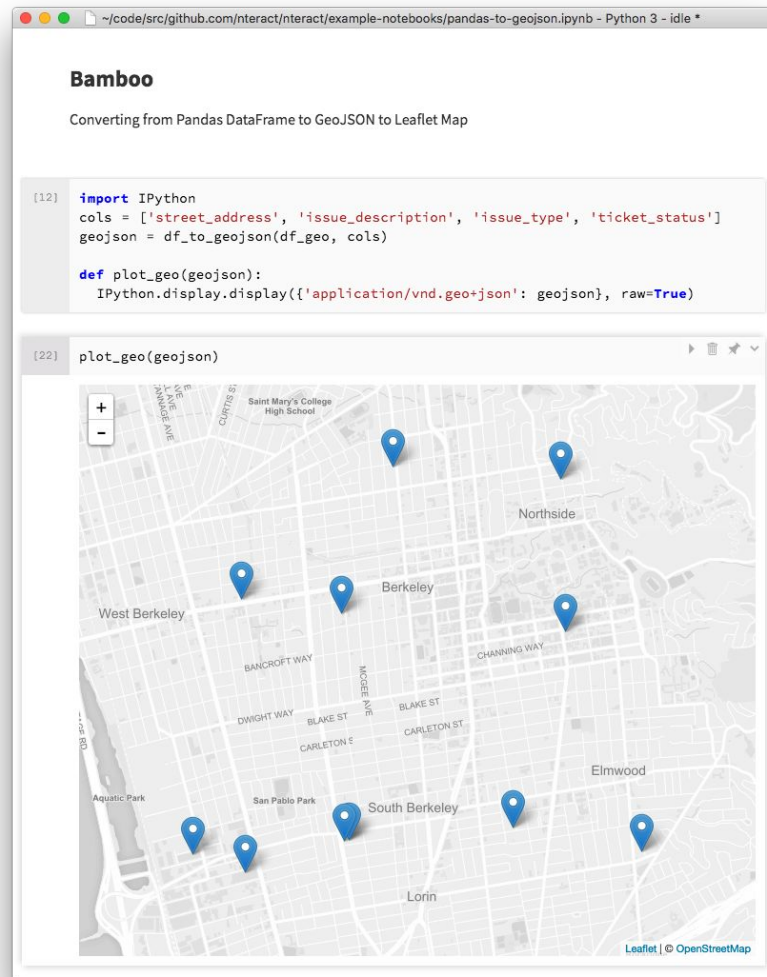 ~/code/src/github.com/nteract/nteract/example-notebooks/pandas-to-geojson.ipynb - Python 3 - idle *
Bamboo
Converting from Pandas DataFrame to GeoJSON to Leaflet Map
[12]
import IPython
cols = ['street_address', 'issue_description', 'issue_type', 'ticket_status']
geojson = df_to_geojson(df_geo, cols)
def plot_geo(geojson):
IPython.display.display({'application/vnd.geo+json': geojson}, raw=True)
[22]
plot_geo(geojson)
+
-
CURTIS ST
Saint Mary's College
High School
Northside
Berkeley
West Berkeley
BANCROFT WAY
CHANNING WAY
MCGEE AVE
DWIGHT WAY
BLAKE ST
BLAKE ST
CARLETON S
CARLETON ST
Elmwood
Aquatic Park
San Pablo Park
South Berkeley
Lorin
Leaflet | © OpenStreetMap